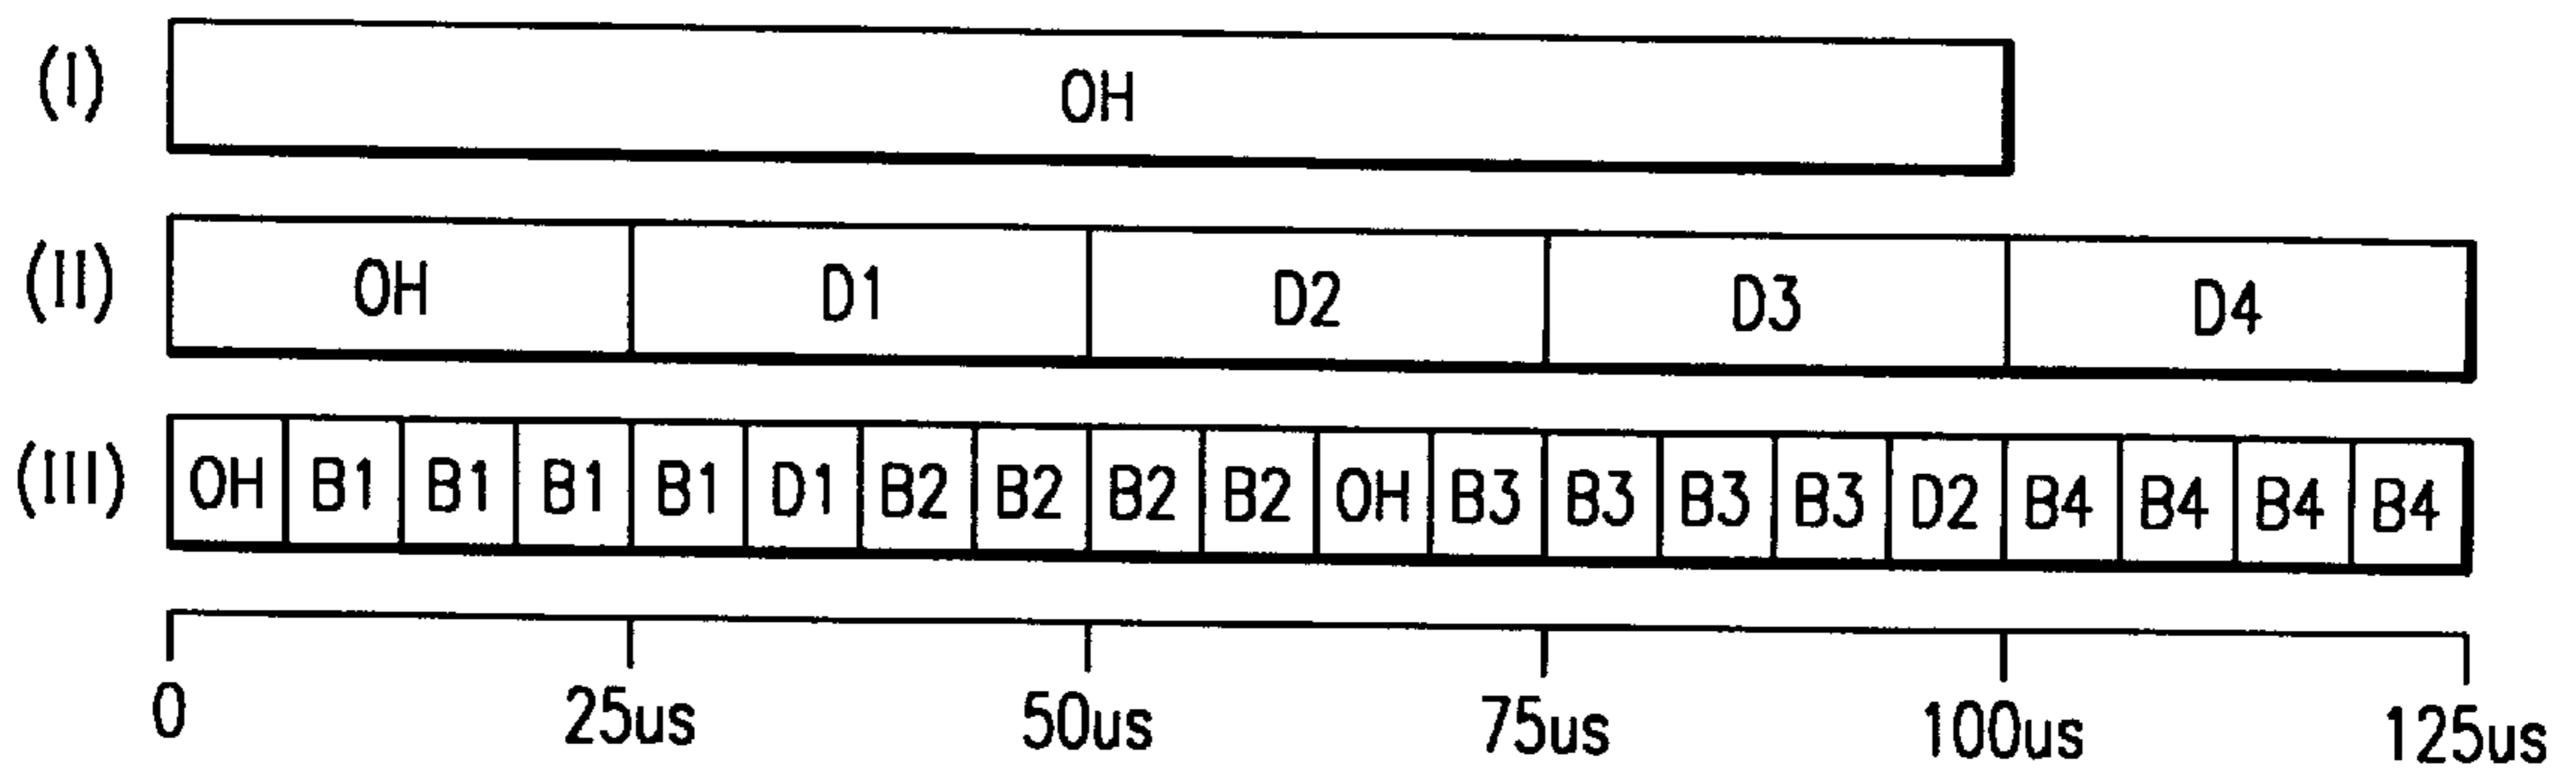 (I) OH
(II) OH D1 D2 D3 D4
(III) OH B1 B1 B1 B1 D1 B2 B2 B2 B2 OH B3 B3 B3 B3 D2 B4 B4 B4 B4
0 25us 50us 75us 100us 125us